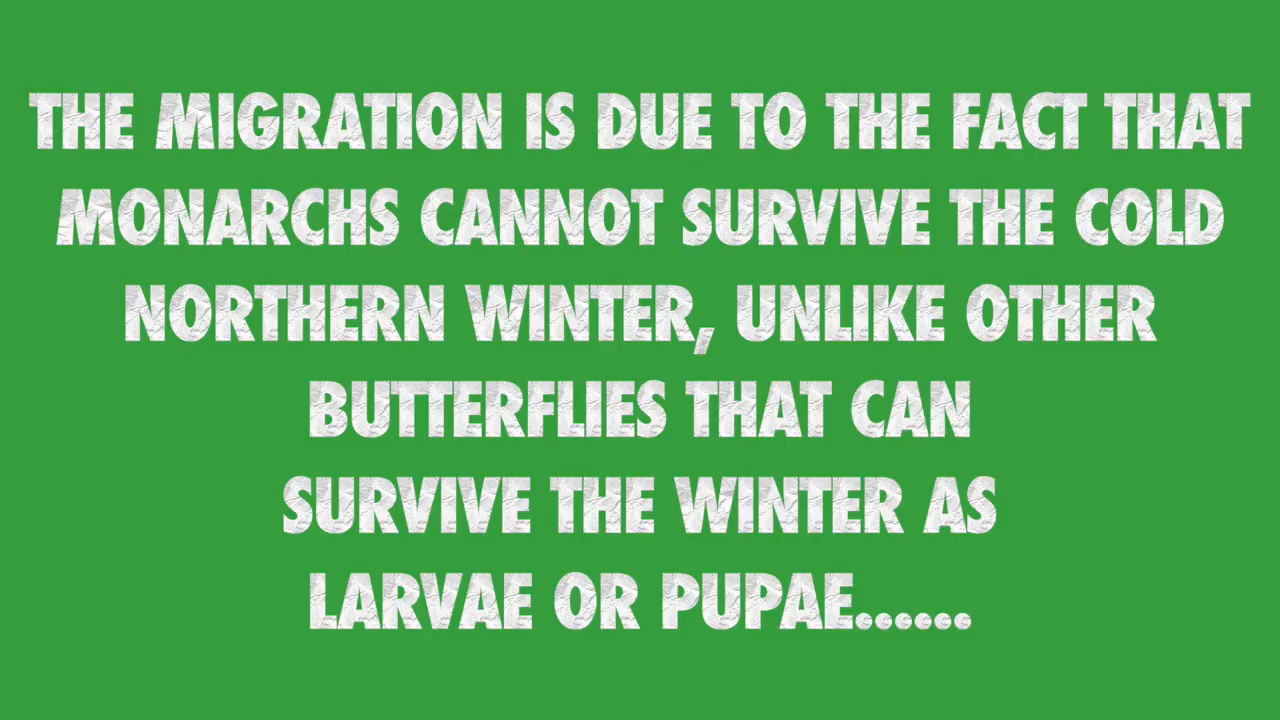 THE MIGRATION IS DUE TO THE FACT THAT
MONARCHS CANNOT SURVIVE THE COLD
NORTHERN WINTER, UNLIKE OTHER
BUTTERFLIES THAT CAN
SURVIVE THE WINTER AS
LARVAE OR PUPAE......